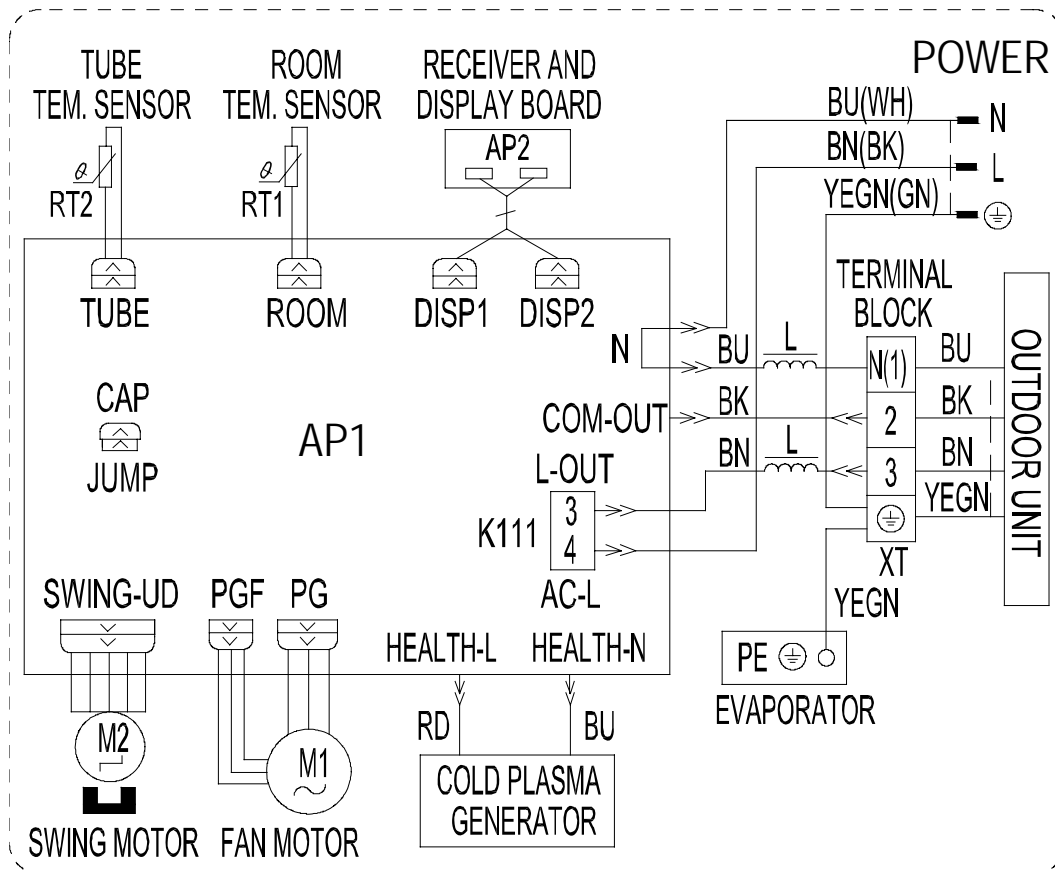 POWER
TUBE
TEM. SENSOR
ROOM
TEM. SENSOR
RECEIVER AND
DISPLAY BOARD
AP2
RT2
RT1
θ
θ
BU(WH)
N
BN(BK)
L
YEGN(GN)
TUBE
ROOM
DISP1
DISP2
TERMINAL
BLOCK
N
BU
L
N(1)
BU
CAP
JUMP
AP1
COM-OUT
BK
2
BK
L-OUT
BN
L
3
BN
YEGN
OUTDOOR UNIT
K111
3
4
AC-L
XT
YEGN
SWING-UD
PGF
PG
HEALTH-L
HEALTH-N
PE
EVAPORATOR
M2
M1
RD
BU
COLD PLASMA
GENERATOR
SWING MOTOR
FAN MOTOR